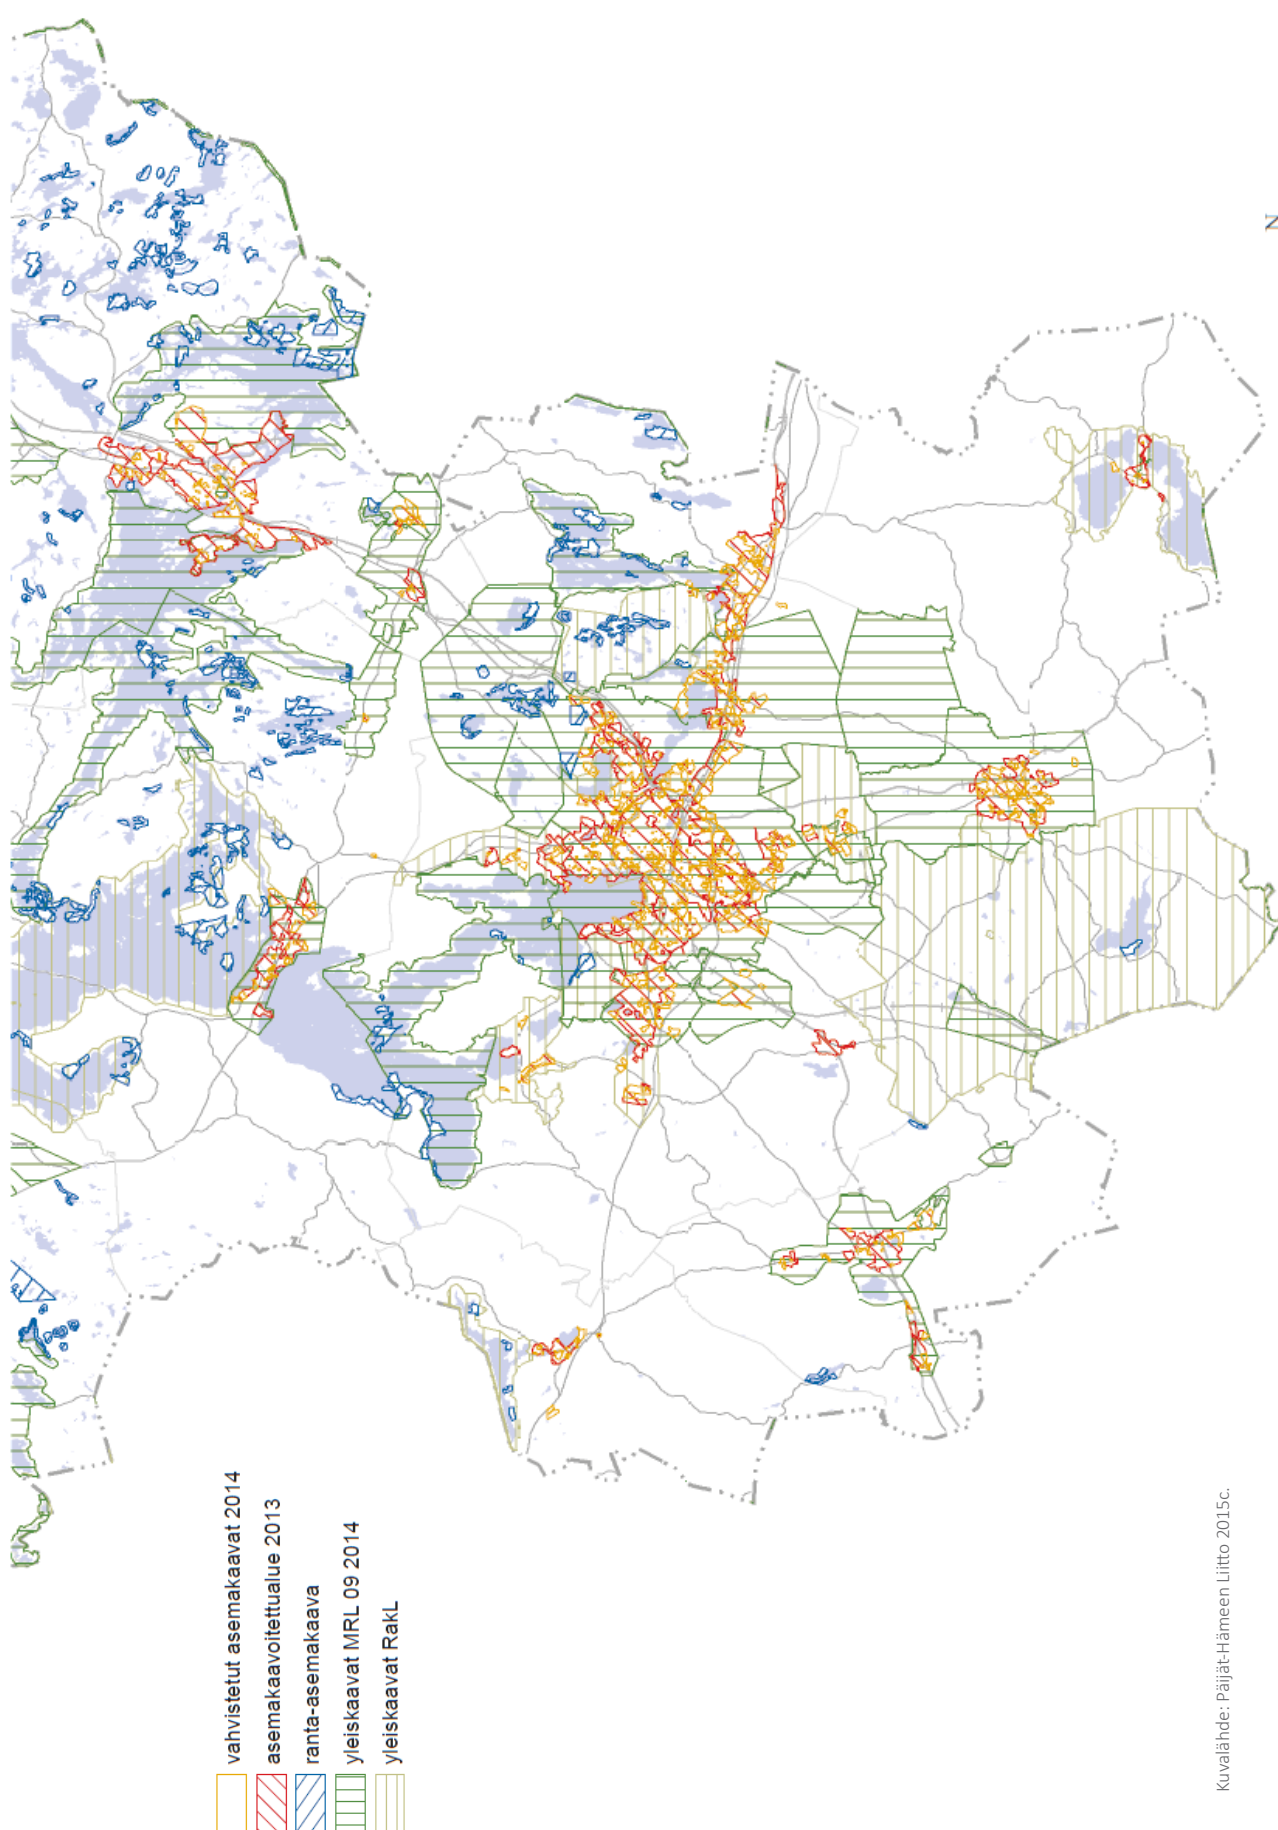 vahvistetut asemakaavat 2014
asemakaavoitettualue 2013
ranta-asemakaava
yleiskaavat MRL 09 2014
yleiskaavat RakL
Kuvalähde: Päijät-Hämeen Liitto 2015c.
N